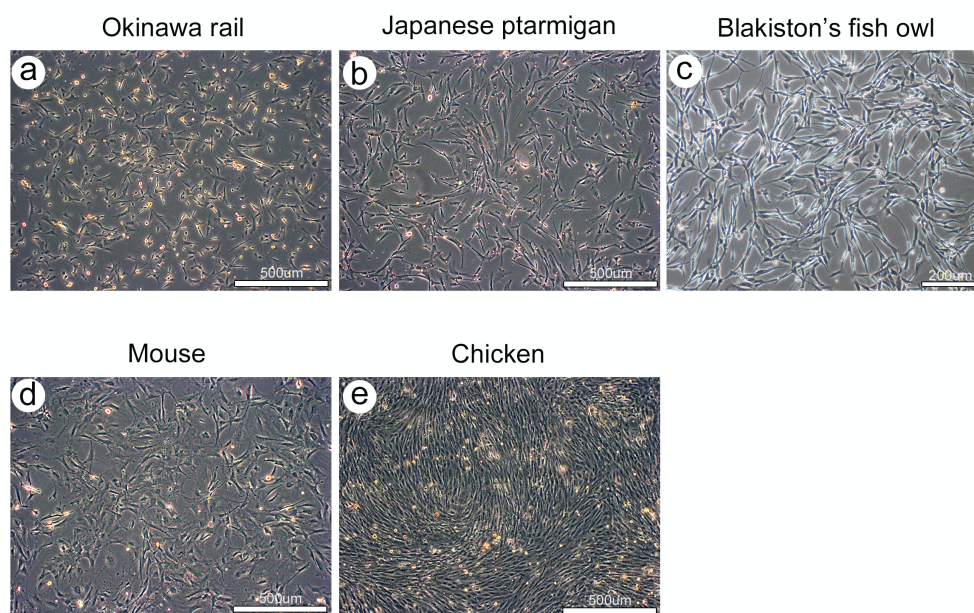 Okinawa rail
Japanese ptarmigan
Blakiston's fish owl
a
b
c
500um
500um
200um
Mouse
Chicken
d
e
500um
500um